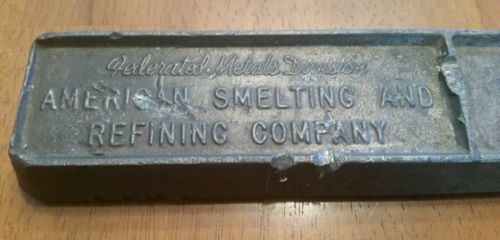 Federated Metals Division
AMERICAN SMELTING AND
REFINING COMPANY